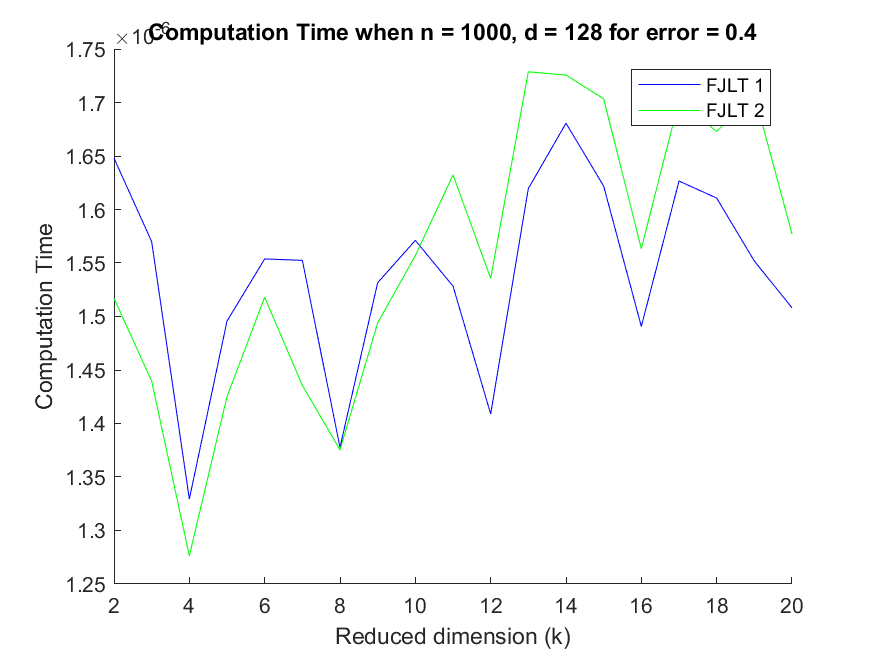 Computation Time when n = 1000, d = 128 for error = 0.4
×10-6
1.75
1.7
1.65
1.6
1.55
1.5
1.45
1.4
1.35
1.3
1.25
Computation Time
FJLT 1
FJLT 2
2 4 6 8 10 12 14 16 18 20
Reduced dimension (k)